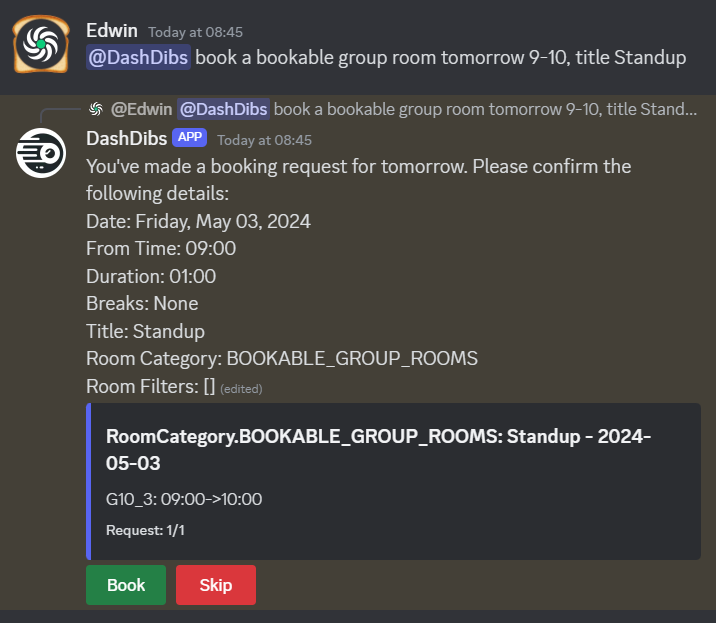 Edwin Today at 08:45
@DashDibs book a bookable group room tomorrow 9-10, title Standup
@Edwin @DashDibs book a bookable group room tomorrow 9-10, title Stand...
DashDibs APP Today at 08:45
You've made a booking request for tomorrow. Please confirm the
following details:
Date: Friday, May 03, 2024
From Time: 09:00
Duration: 01:00
Breaks: None
Title: Standup
Room Category: BOOKABLE_GROUP_ROOMS
Room Filters: [] (edited)
RoomCategory.BOOKABLE_GROUP_ROOMS: Standup - 2024-
05-03
G10_3: 09:00->10:00
Request: 1/1
Book Skip